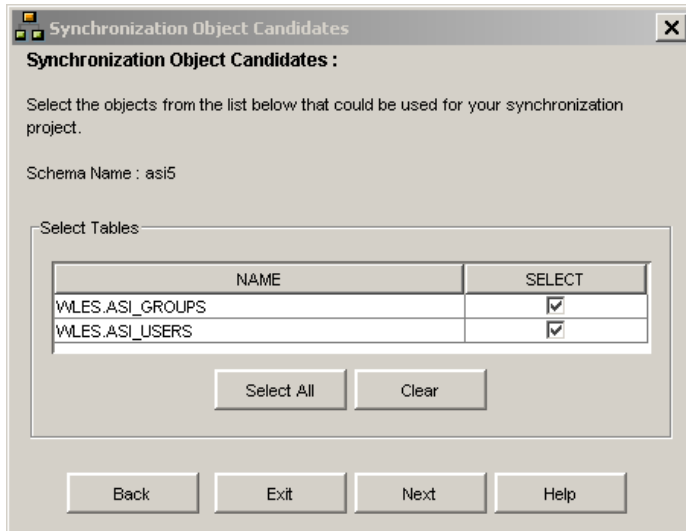 Synchronization Object Candidates
Synchronization Object Candidates :
Select the objects from the list below that could be used for your synchronization
project.
Schema Name : asi5
Select Tables
NAME SELECT
WLES.ASI_GROUPS
WLES.ASI_USERS
Select All Clear
Back Exit Next Help